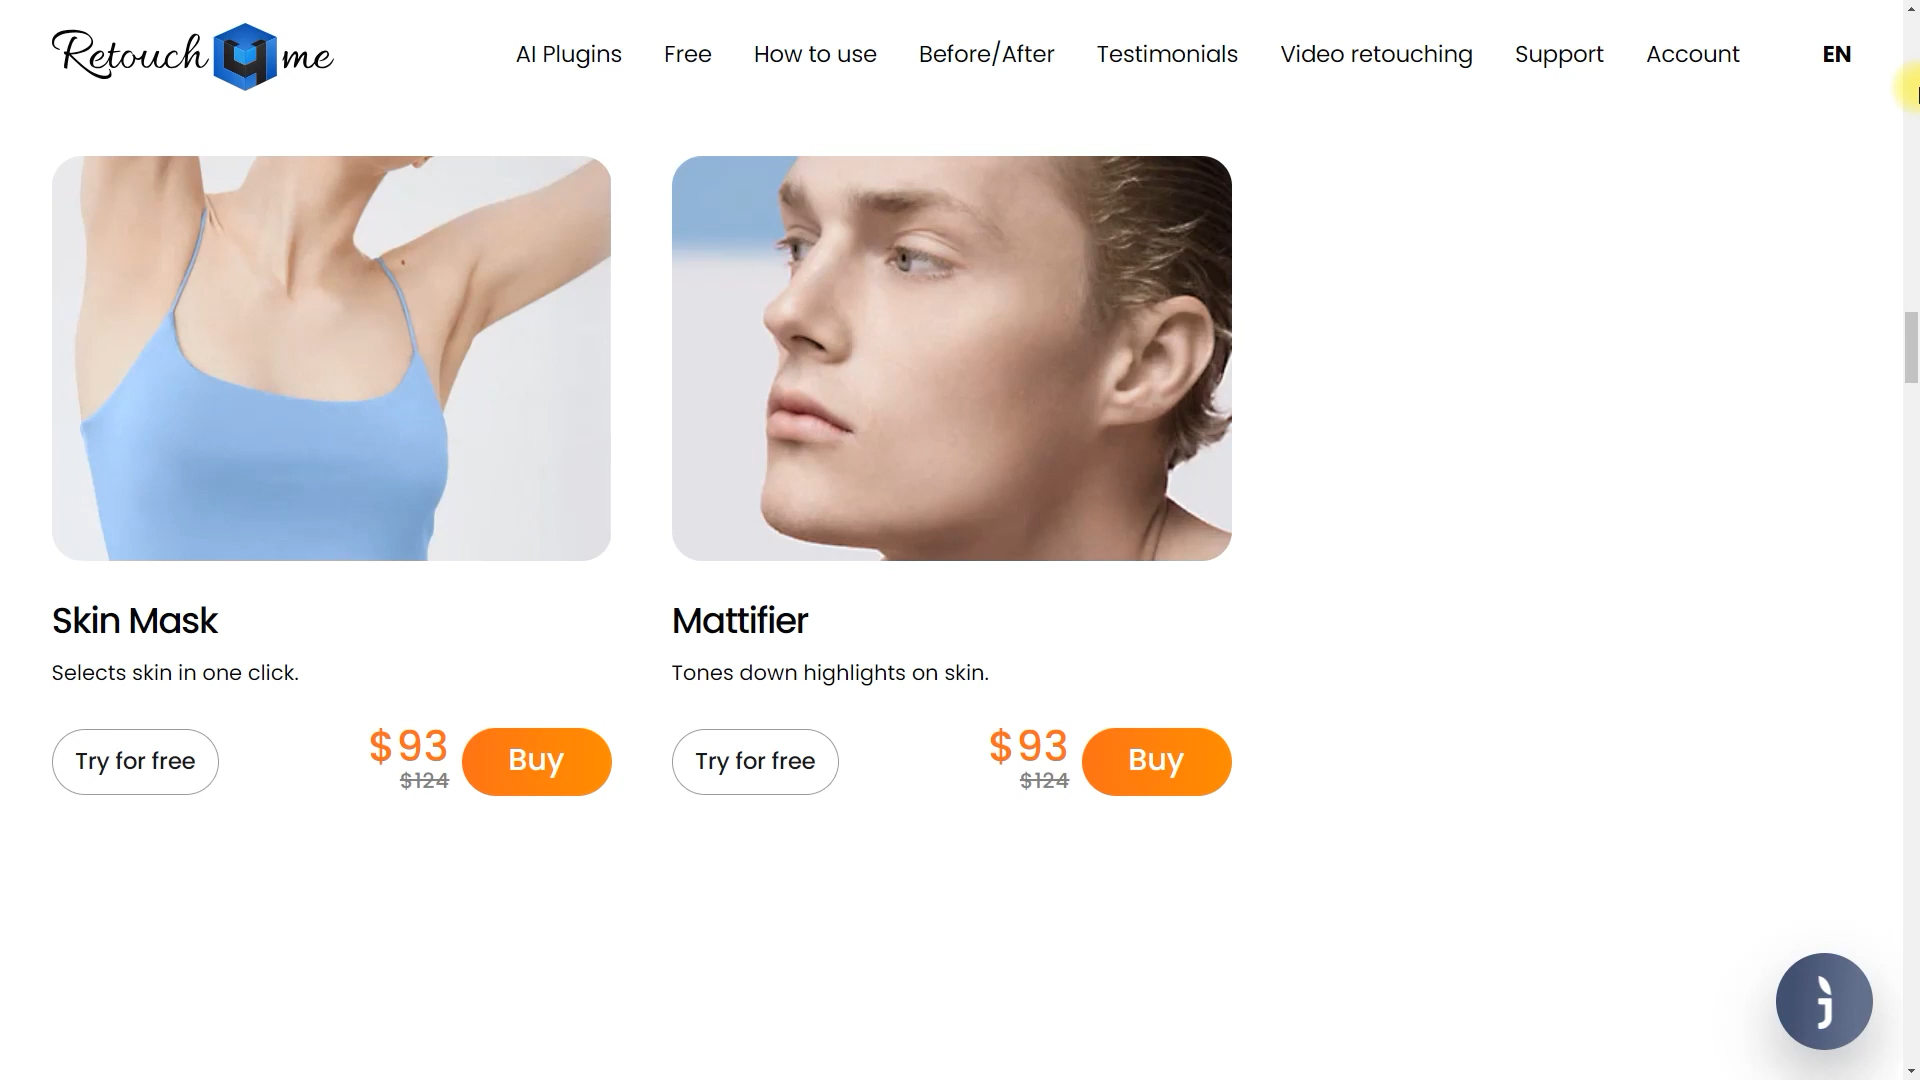 Retouch4me
AI Plugins
Free
How to use
Before/After
Testimonials
Video retouching
Support
Account
EN
Skin Mask
Selects skin in one click.
Try for free
$93
$124
Buy
Mattifier
Tones down highlights on skin.
Try for free
$93
$124
Buy